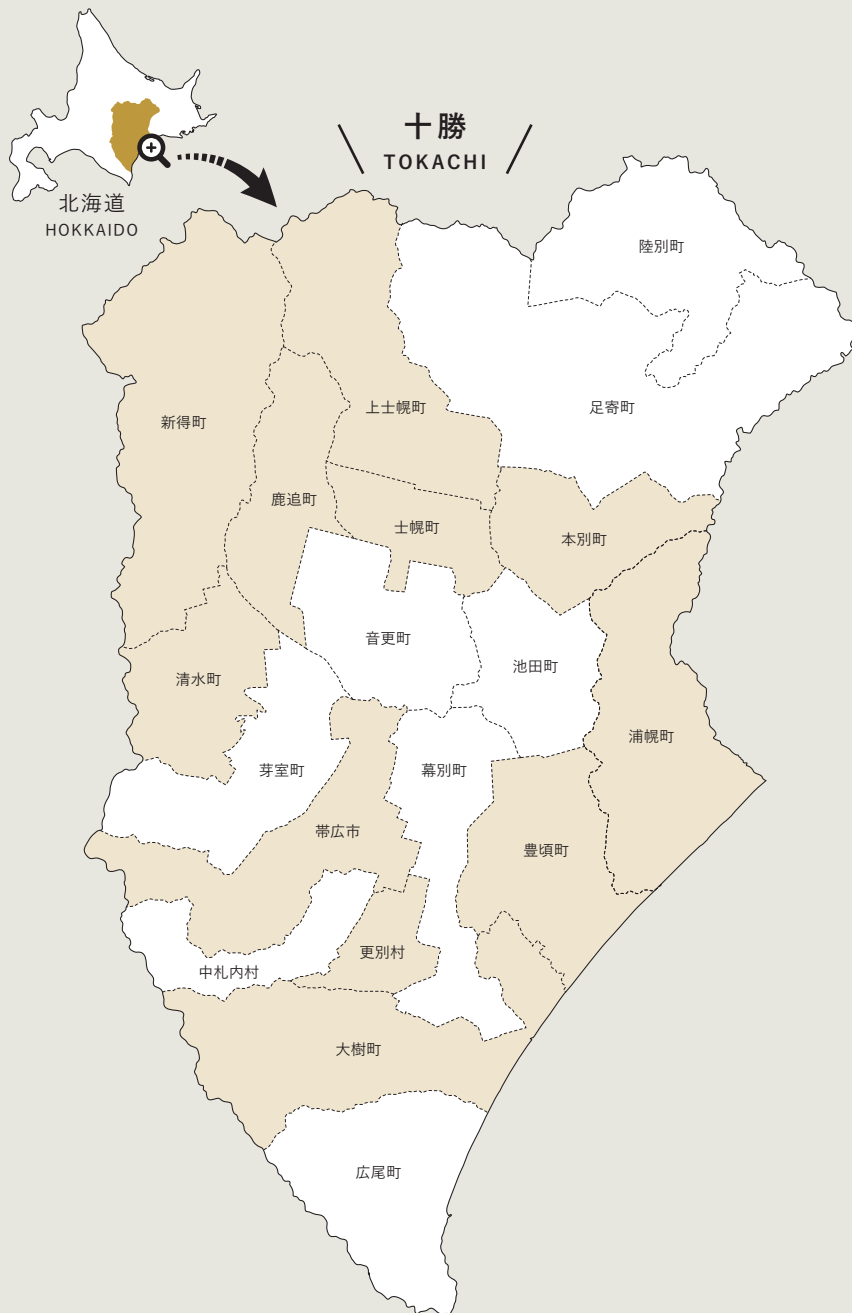 十勝
TOKACHI
北海道
HOKKAIDO
陸別町
新得町
上士幌町
足寄町
鹿追町
士幌町
本別町
音更町
池田町
清水町
浦幌町
芽室町
幕別町
帯広市
豊頃町
更別村
中札内村
大樹町
広尾町